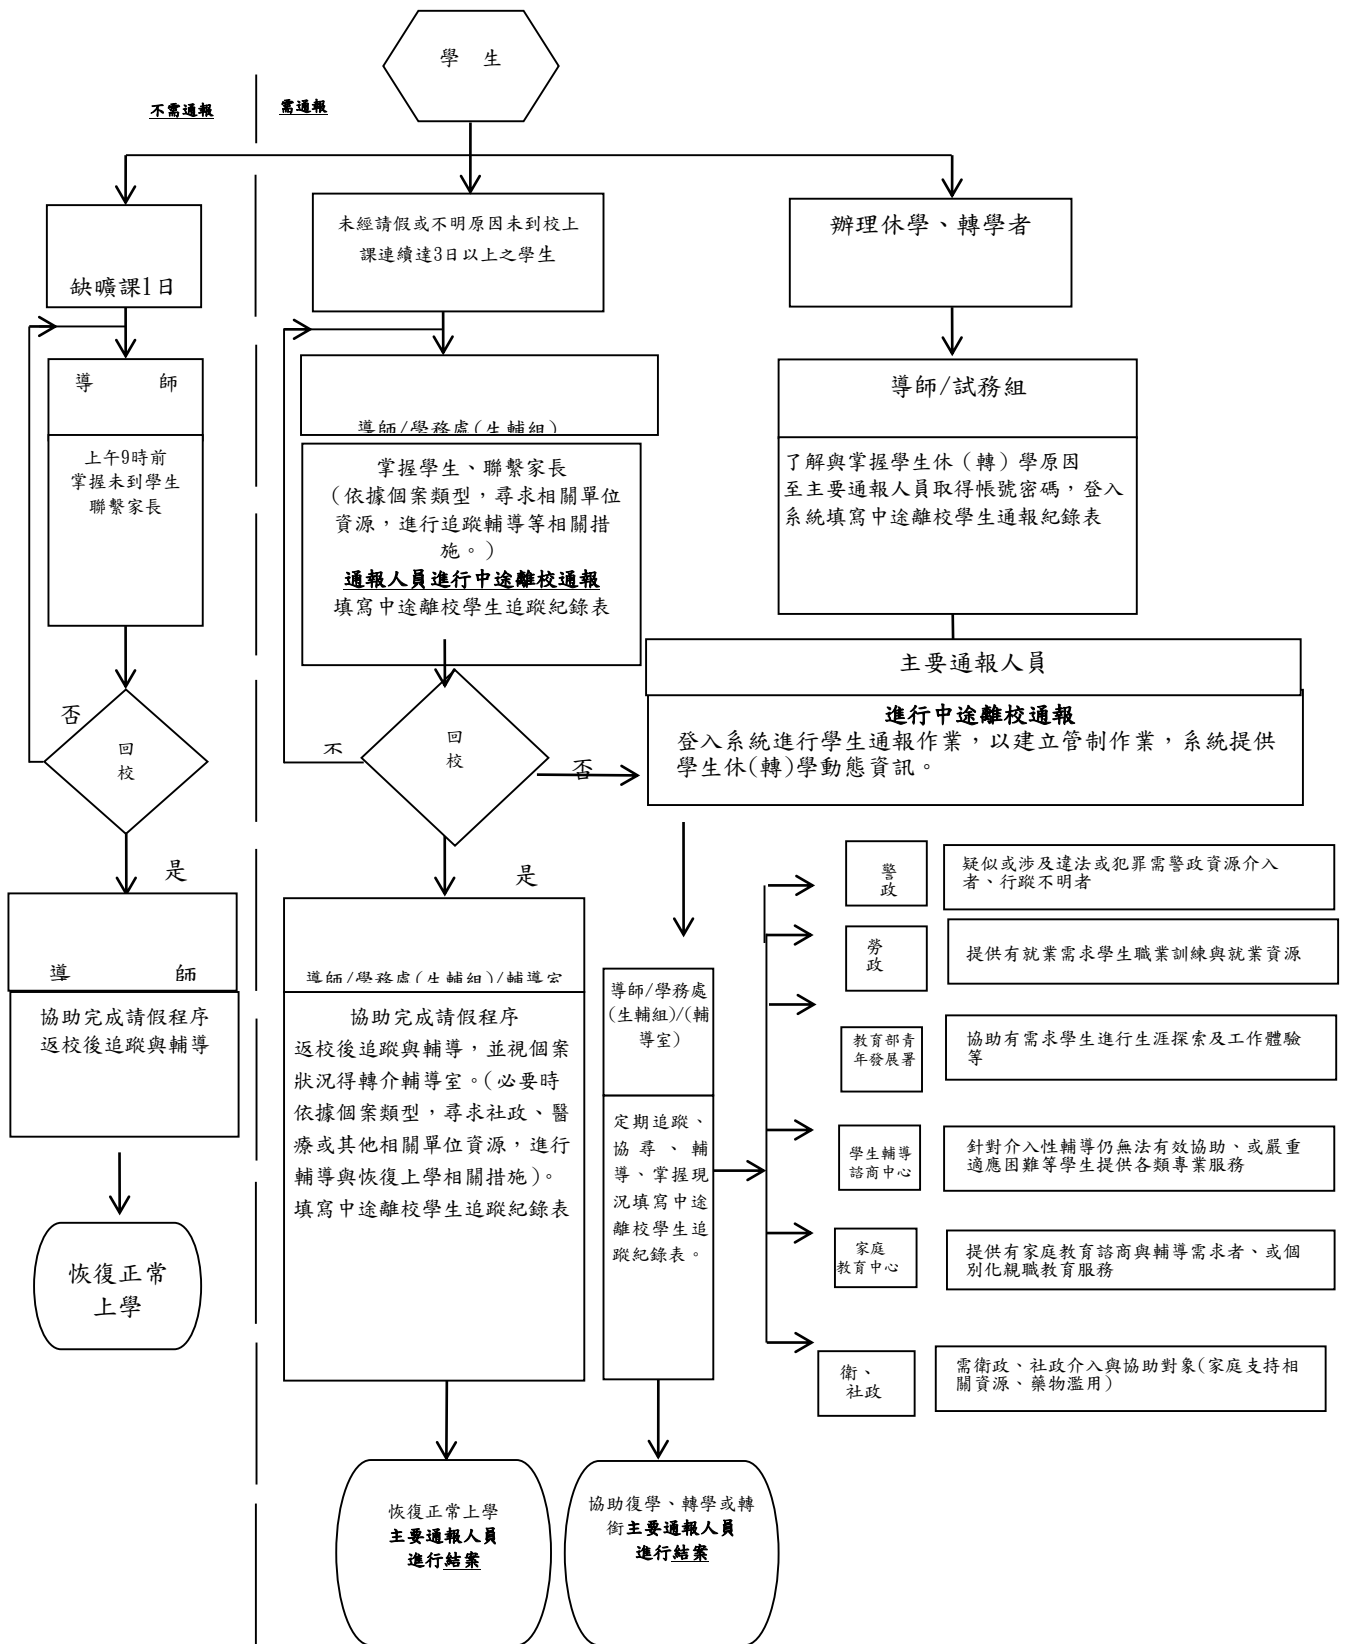 學 生
不需通報
需通報
缺曠課1日
未經請假或不明原因未到校上
課連續達3日以上之學生
辦理休學、轉學者
導 師
上午9時前
掌握未到學生
聯繫家長
導師/學務處(生輔組)
掌握學生、聯繫家長
(依據個案類型，尋求相關單位
資源，進行追蹤輔導等相關措
施。)
通報人員進行中途離校通報
填寫中途離校學生追蹤紀錄表
導師/試務組
了解與掌握學生休（轉）學原因
至主要通報人員取得帳號密碼，登入
系統填寫中途離校學生通報紀錄表
主要通報人員
進行中途離校通報
登入系統進行學生通報作業，以建立管制作業，系統提供
學生休(轉)學動態資訊。
否
回
校
是
回
校
否
是
導 師
協助完成請假程序
返校後追蹤與輔導
恢復正常
上學
導師/學務處(生輔組)/輔導室
協助完成請假程序
返校後追蹤與輔導，並視個案
狀況得轉介輔導室。(必要時
依據個案類型，尋求社政、醫
療或其他相關單位資源，進行
輔導與恢復上學相關措施)。
填寫中途離校學生追蹤紀錄表
恢復正常上學
主要通報人員
進行結案
導師/學務處
(生輔組)/(輔
導室)
定期追蹤、
協尋、輔
導、掌握現
況填寫中途
離校學生追
蹤紀錄表。
協助復學、轉學或轉
銜主要通報人員
進行結案
警
政
疑似或涉及違法或犯罪需警政資源介入
者、行蹤不明者
勞
政
提供有就業需求學生職業訓練與就業資源
教育部青
年發展署
協助有需求學生進行生涯探索及工作體驗
等
學生輔導
諮商中心
針對介入性輔導仍無法有效協助、或嚴重
適應困難等學生提供各類專業服務
家庭
教育中心
提供有家庭教育諮商與輔導需求者、或個
別化親職教育服務
衛、
社政
需衛政、社政介入與協助對象(家庭支持相
關資源、藥物濫用)